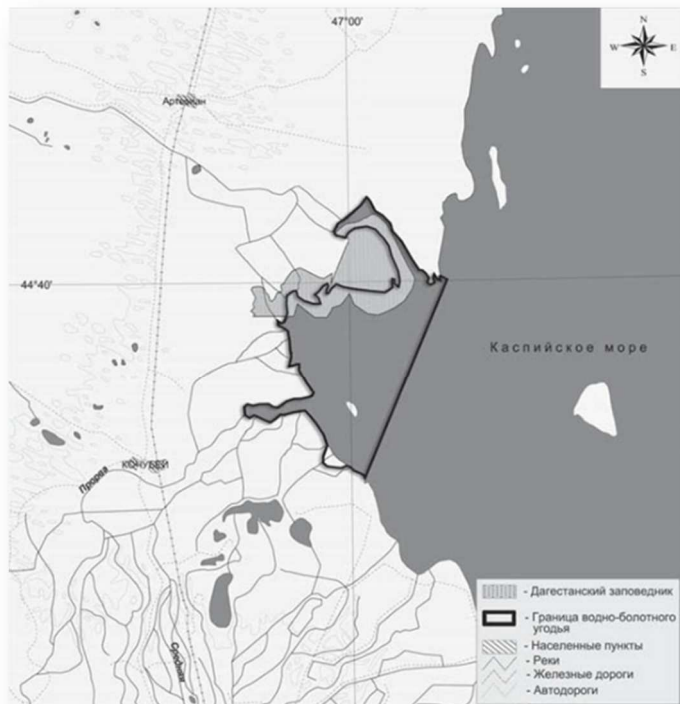 47°00'
N
W E
S
Артезиан
44°40'
Каспийское море
КОЧУБЕЙ
Прорва
- Дагестанский заповедник
- Граница водно-болотного
угодья
- Населенные пункты
- Реки
- Железные дороги
- Автодороги